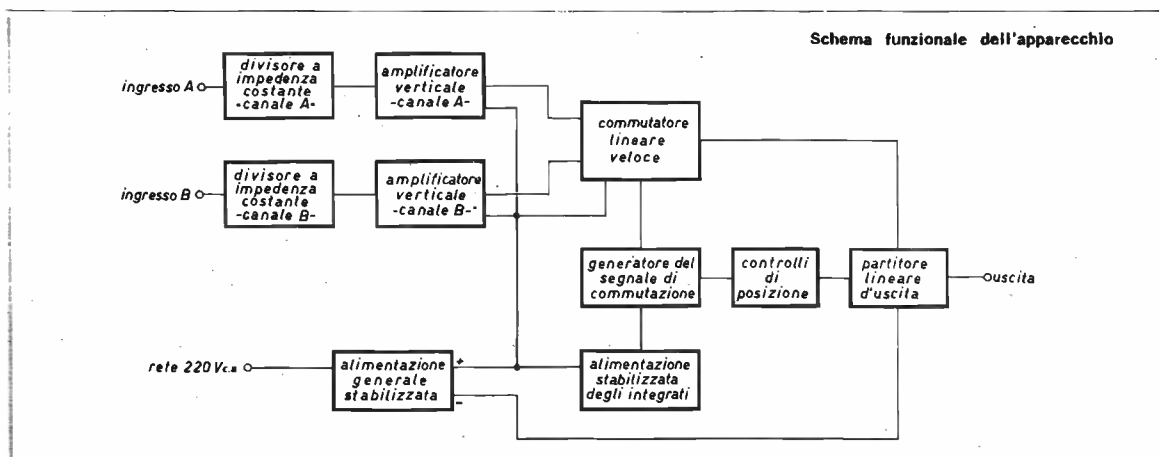 Schema funzionale dell'apparecchio
ingresso A
divisore a
impedenza
costante
-canale A-
amplificatore
verticale
-canale A-
commutatore
lineare
veloce
ingresso B
divisore a
impedenza
costante
-canale B-
amplificatore
verticale
-canale B-
generatore del
segnale di
commutazione
controlli
di
posizione
partitore
lineare
d'uscita
uscita
rete 220 Vc.a
alimentazione
generale
stabilizzata
+
-
alimentazione
stabilizzata
degli integrati